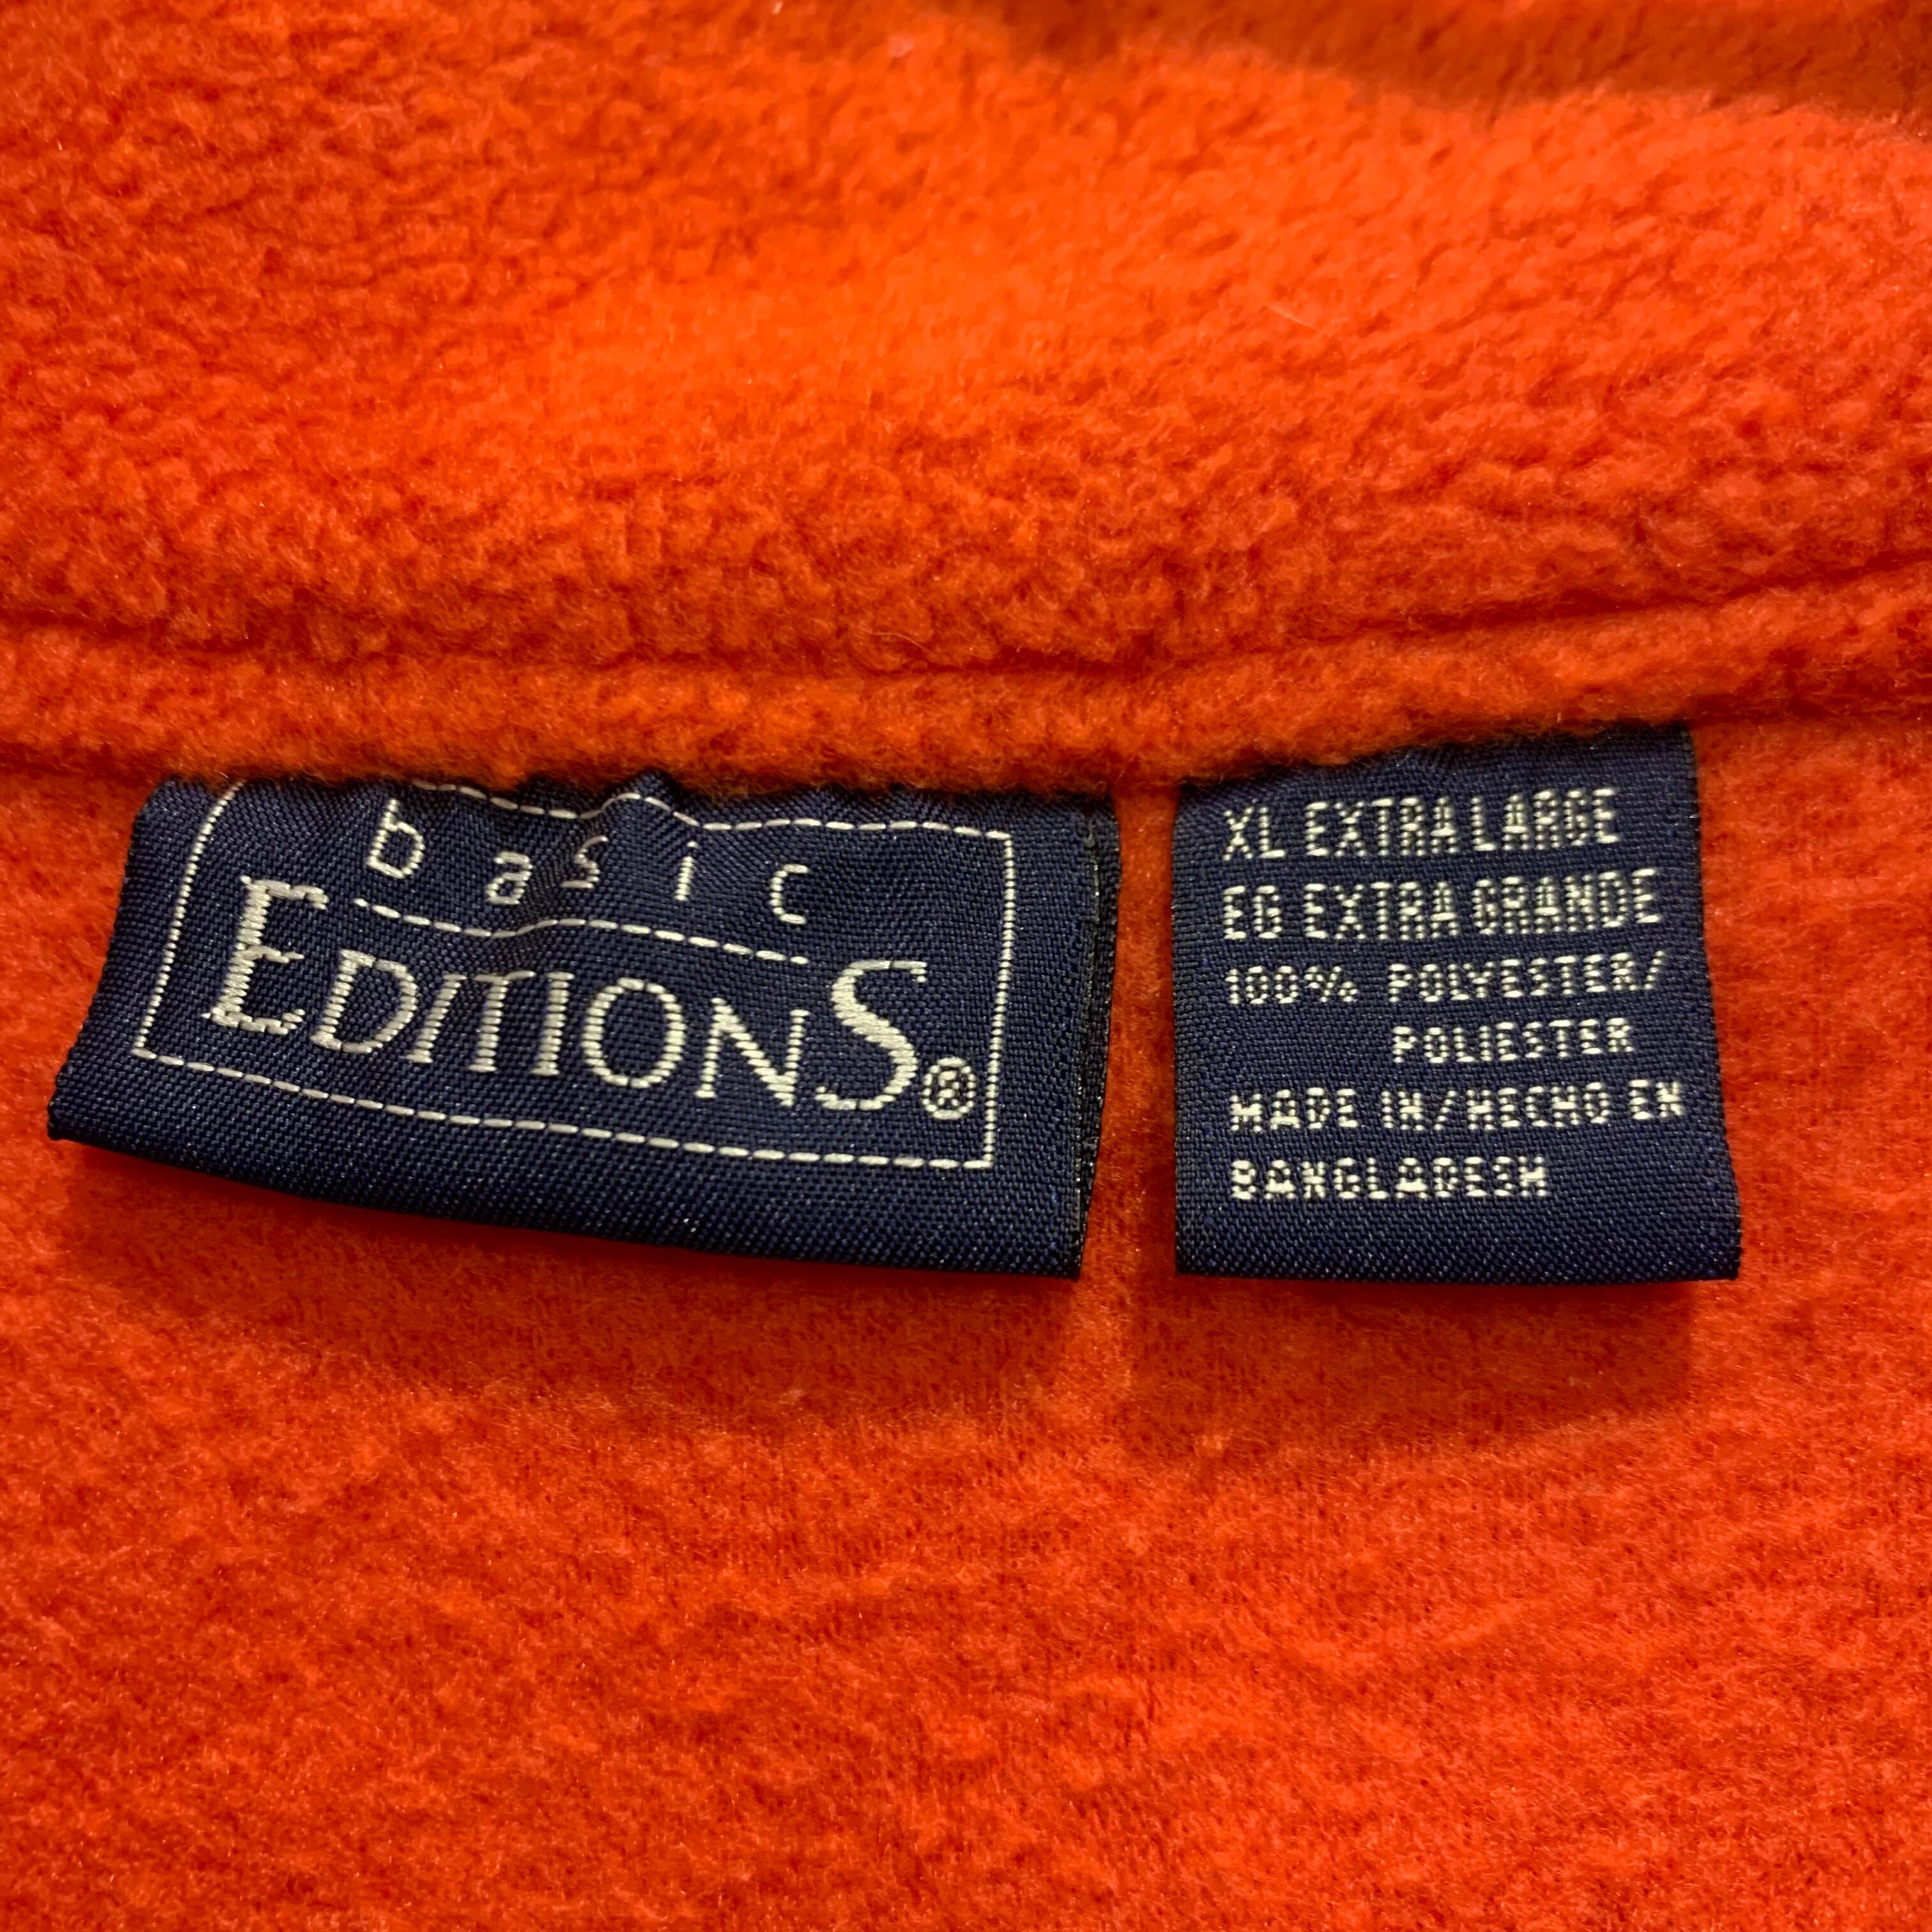 basic
EDITIONS®
XL EXTRA LARGE
EG EXTRA GRANDE
100% POLYESTER/
POLIESTER
MADE IN/HECHO EN
BANGLADESH